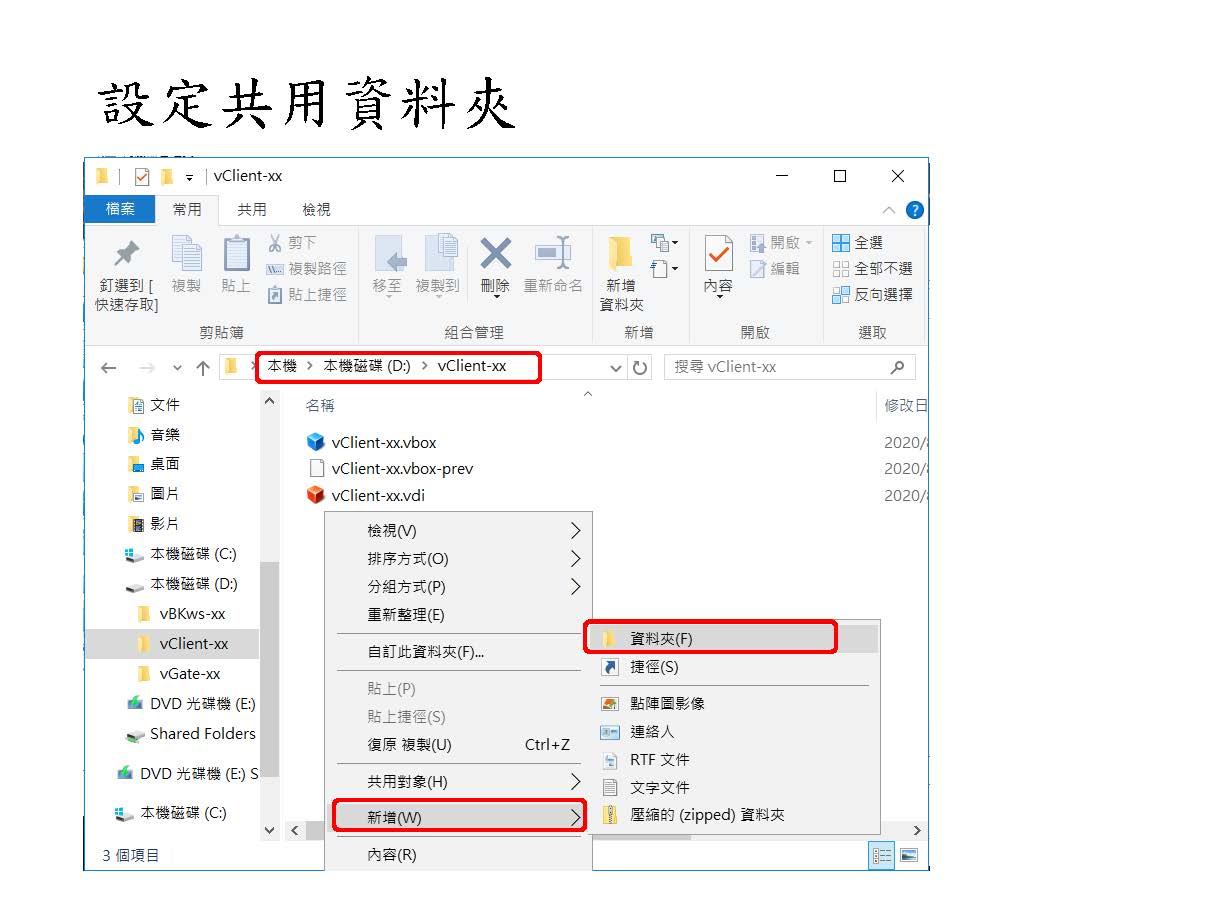 設定共用資料夾
vClient-xx
檔案 常用 共用 檢視
釘選到 [
快速存取]
複製
貼上
剪下
複製路徑
貼上捷徑
剪貼簿
移至
複製到
刪除
重新命名
組合管理
新增
資料夾
新增
內容
開啟
編輯
開啟
全選
全部不選
反向選擇
選取
本機 > 本機磁碟 (D:) > vClient-xx
搜尋 vClient-xx
文件
音樂
桌面
圖片
影片
本機磁碟 (C:)
本機磁碟 (D:)
vBKws-xx
vClient-xx
vGate-xx
DVD 光碟機 (E:)
Shared Folders
DVD 光碟機 (E:) S
本機磁碟 (C:)
名稱 修改日
vClient-xx.vbox 2020/
vClient-xx.vbox-prev 2020/
vClient-xx.vdi 2020/
檢視(V)
排序方式(O)
分組方式(P)
重新整理(E)
自訂此資料夾(F)...
貼上(P)
貼上捷徑(S)
復原 複製(U) Ctrl+Z
共用對象(H)
新增(W)
內容(R)
資料夾(F)
捷徑(S)
點陣圖影像
連絡人
RTF 文件
文字文件
壓縮的 (zipped) 資料夾
3 個項目